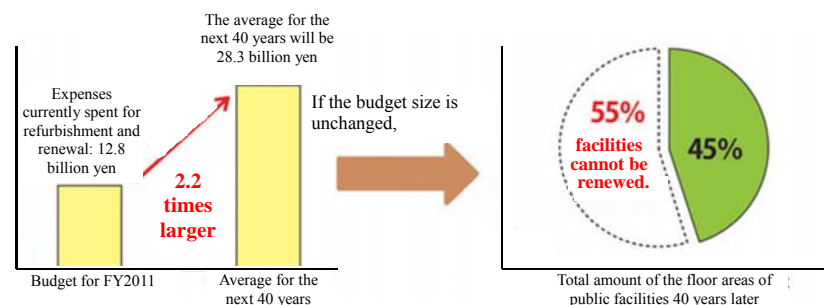 The average for the
next 40 years will be
28.3 billion yen
Expenses
currently spent for
refurbishment and
renewal: 12.8
billion yen
2.2
times
larger
Budget for FY2011
Average for the
next 40 years
If the budget size is
unchanged,
55%
facilities
cannot be
renewed.
45%
Total amount of the floor areas of
public facilities 40 years later